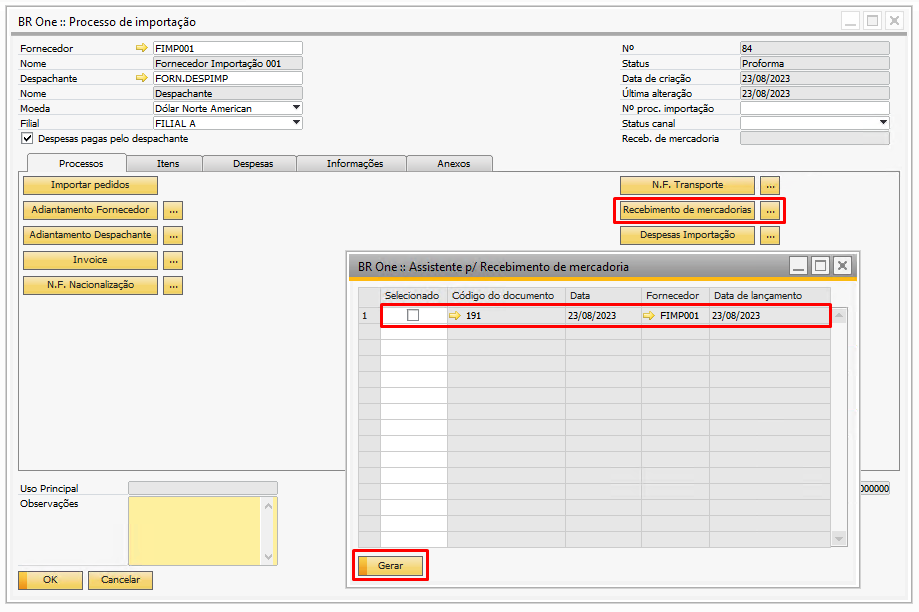 BR One :: Processo de importação
Fornecedor FIMP001 Nº 84
Nome Fornecedor Importação 001 Status Proforma
Despachante FORN.DESPIMP Data de criação 23/08/2023
Nome Despachante Última alteração 23/08/2023
Moeda Dólar Norte American Nº proc. importação
Filial FILIAL A Status canal
Despesas pagas pelo despachante Receb. de mercadoria
Processos Itens Despesas Informações Anexos
Importar pedidos N.F. Transporte ...
Adiantamento Fornecedor ... Recebimento de mercadorias ...
Adiantamento Despachante ... Despesas Importação ...
Invoice ...
N.F. Nacionalização ...
BR One :: Assistente p/ Recebimento de mercadoria
Selecionado Código do documento Data Fornecedor Data de lançamento
1 191 23/08/2023 FIMP001 23/08/2023
Uso Principal
Observações
Gerar
OK Cancelar